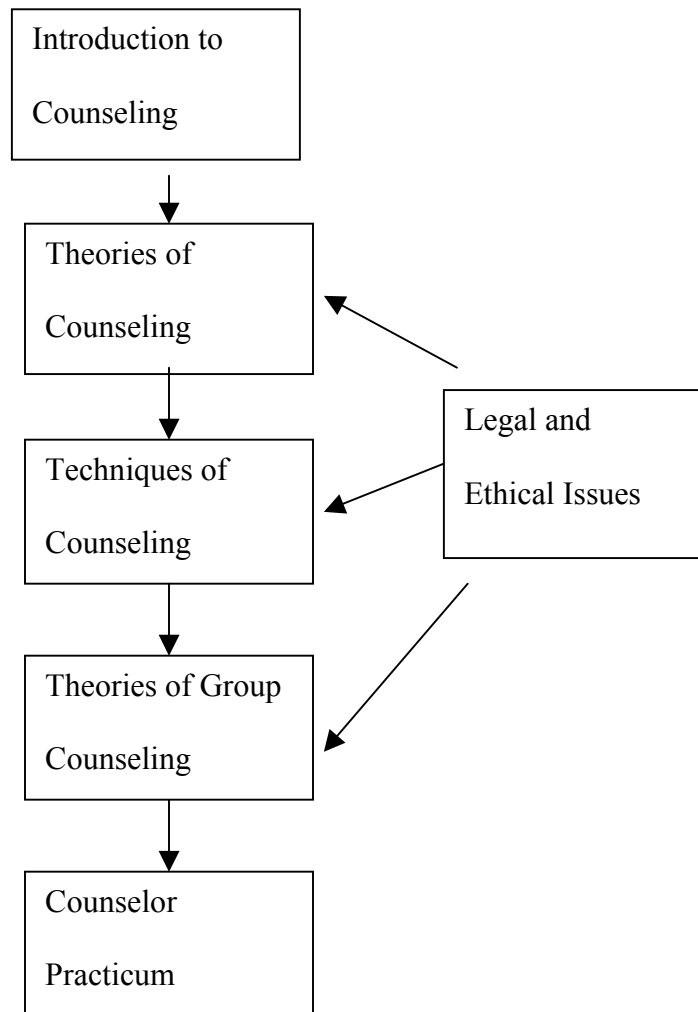 Introduction to
Counseling
Theories of
Counseling
Legal and
Ethical Issues
Techniques of
Counseling
Theories of Group
Counseling
Counselor
Practicum